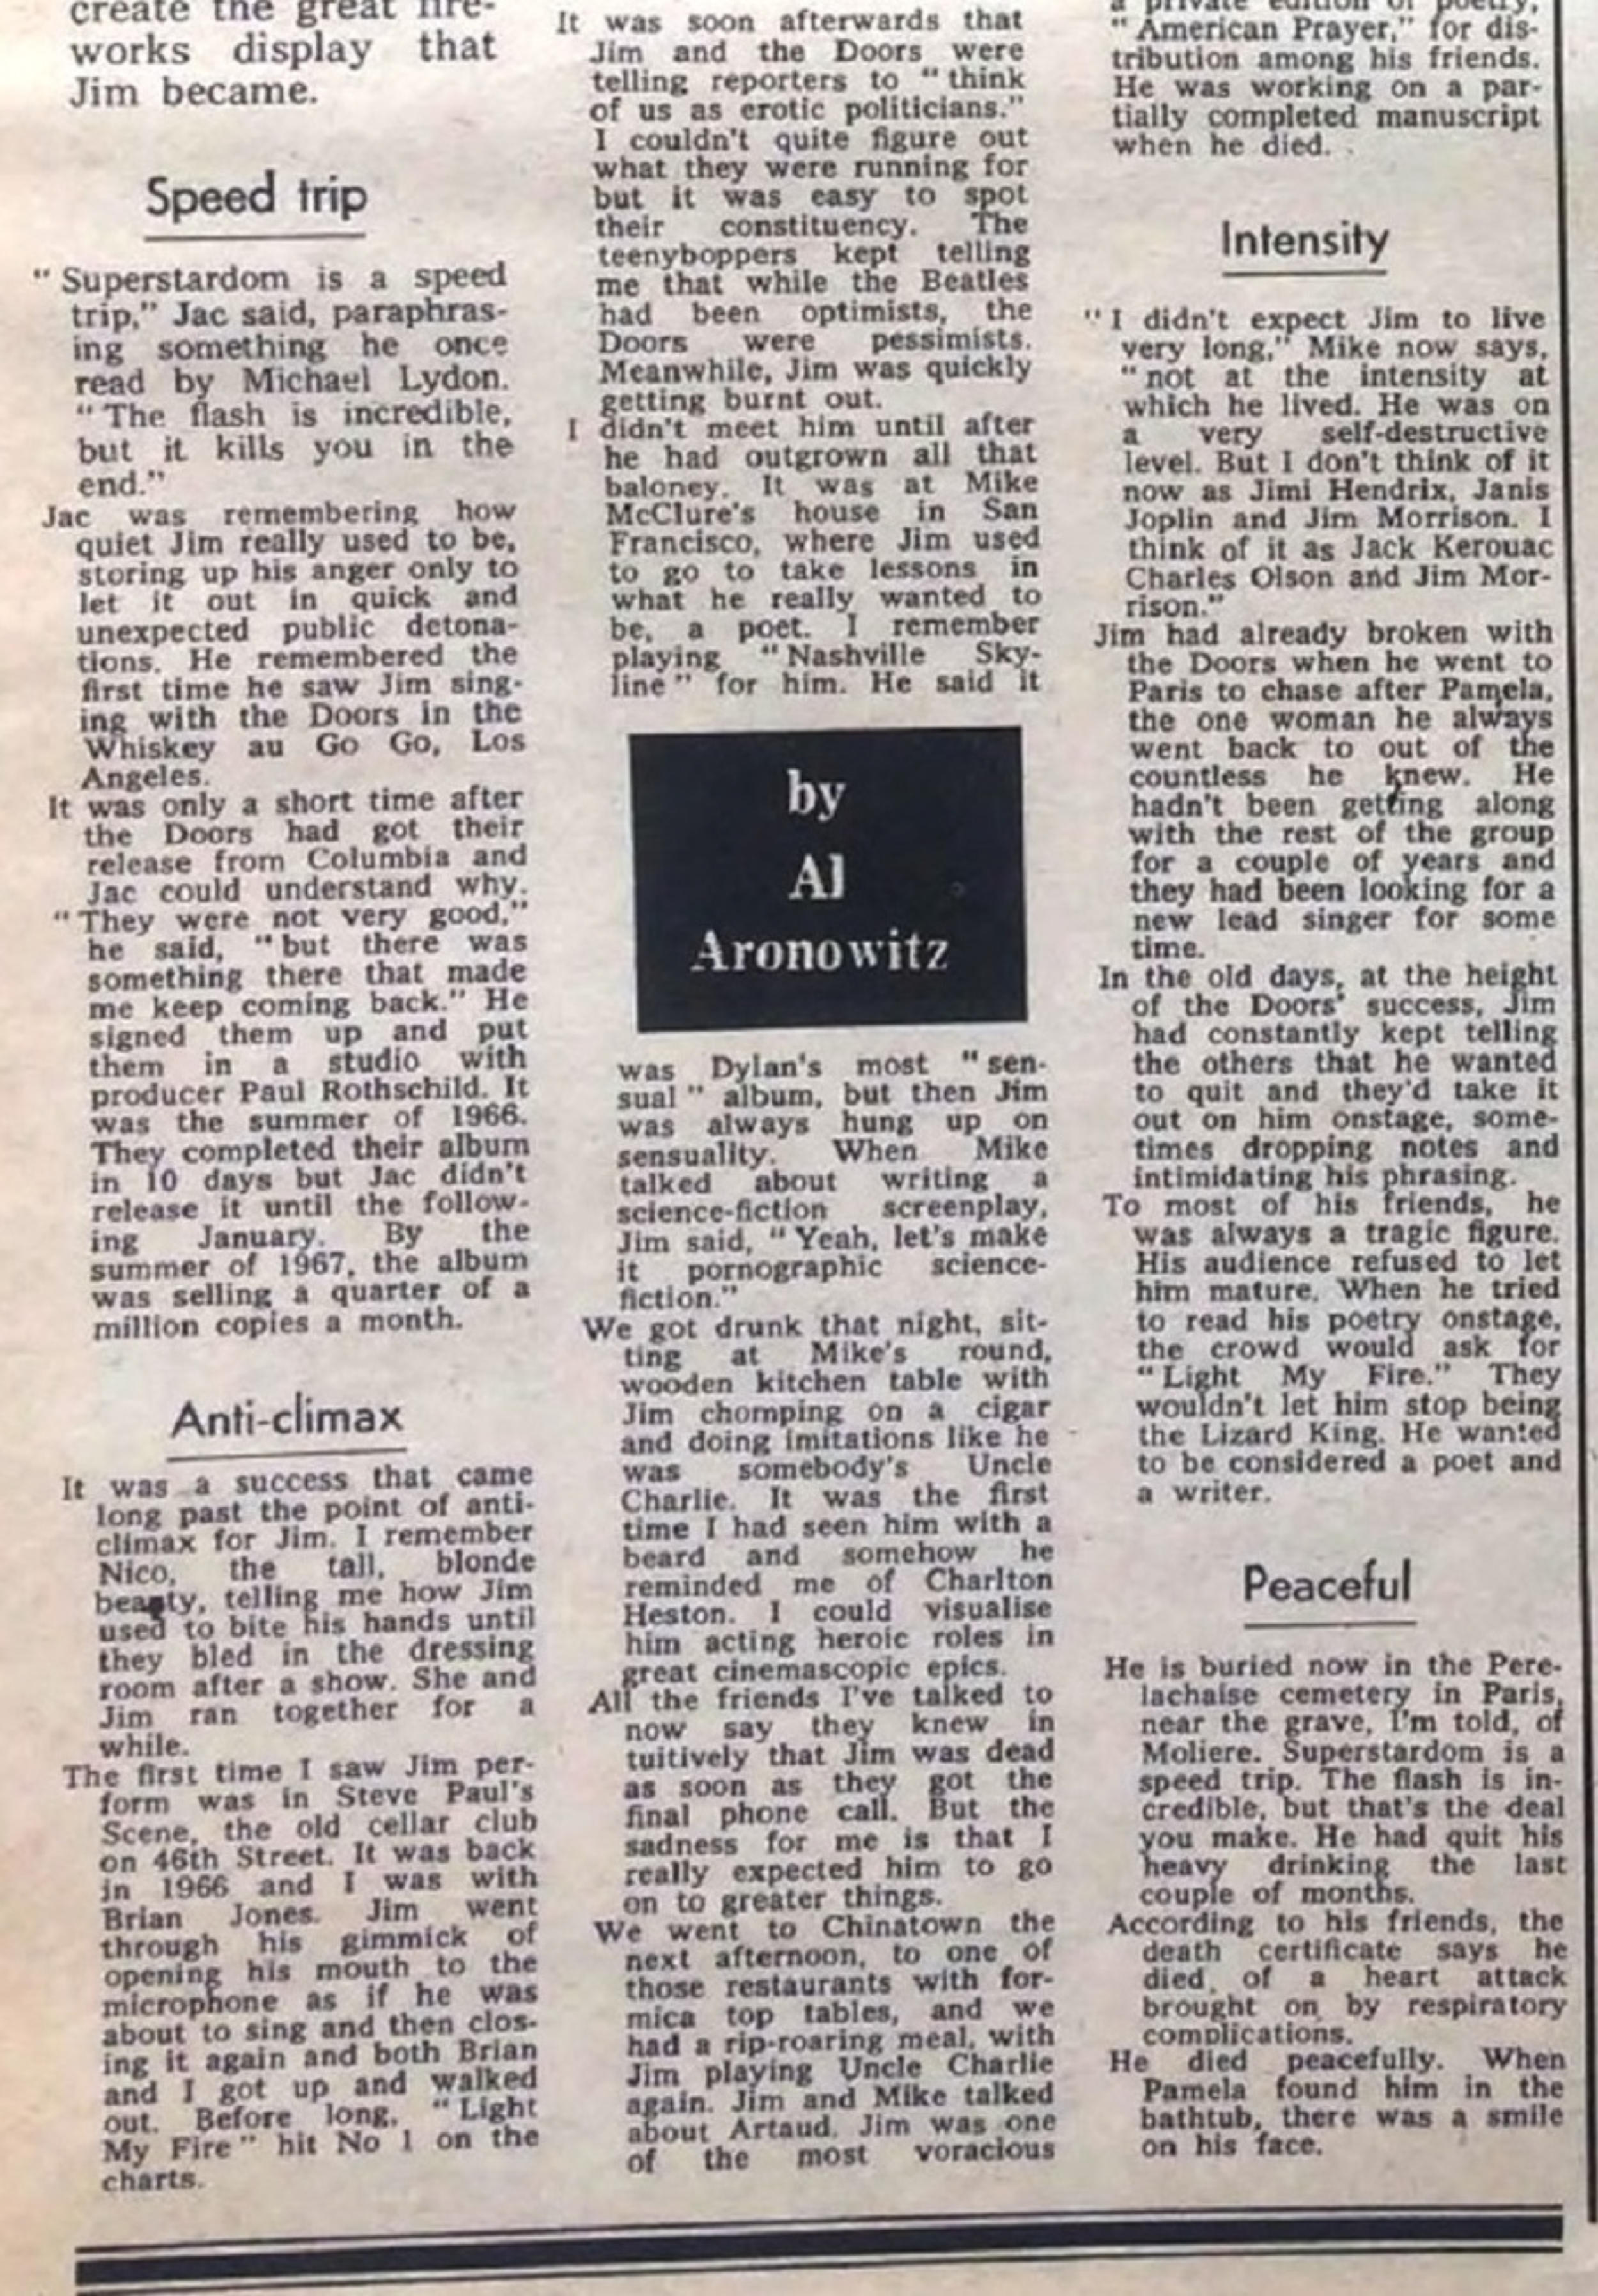 create the great fire-
works display that
Jim became.
Speed trip
"Superstardom is a speed
trip," Jac said, paraphras-
ing something he once
read by Michael Lydon.
"The flash is incredible,
but it kills you in the
end."
Jac was remembering how
quiet Jim really used to be,
storing up his anger only to
let it out in quick and
unexpected public detona-
tions. He remembered the
first time he saw Jim sing-
ing with the Doors in the
Whiskey au Go Go, Los
Angeles.
It was only a short time after
the Doors had got their
release from Columbia and
Jac could understand why.
"They were not very good,"
he said, "but there was
something there that made
me keep coming back." He
signed them up and put
them in a studio with
producer Paul Rothschild. It
was the summer of 1966.
They completed their album
in 10 days but Jac didn't
release it until the follow-
ing January. By the
summer of 1967, the album
was selling a quarter of a
million copies a month.
Anti-climax
It was a success that came
long past the point of anti-
climax for Jim. I remember
Nico, the tall, blonde
beauty, telling me how Jim
used to bite his hands until
they bled in the dressing
room after a show. She and
Jim ran together for a
while.
The first time I saw Jim per-
form was in Steve Paul's
Scene, the old cellar club
on 46th Street. It was back
in 1966 and I was with
Brian Jones. Jim went
through his gimmick of
opening his mouth to the
microphone as if he was
about to sing and then clos-
ing it again and both Brian
and I got up and walked
out. Before long, "Light
My Fire" hit No 1 on the
charts.
It was soon afterwards that
Jim and the Doors were
telling reporters to "think
of us as erotic politicians."
I couldn't quite figure out
what they were running for
but it was easy to spot
their constituency. The
teenyboppers kept telling
me that while the Beatles
had been optimists, the
Doors were pessimists.
Meanwhile, Jim was quickly
getting burnt out.
I didn't meet him until after
he had outgrown all that
baloney. It was at Mike
McClure's house in San
Francisco, where Jim used
to go to take lessons in
what he really wanted to
be, a poet. I remember
playing "Nashville Sky-
line" for him. He said it
by
Al
Aronowitz
was Dylan's most "sen-
sual" album, but then Jim
was always hung up on
sensuality. When Mike
talked about writing a
science-fiction screenplay,
Jim said, "Yeah, let's make
it pornographic science-
fiction."
We got drunk that night, sit-
ting at Mike's round,
wooden kitchen table with
Jim chomping on a cigar
and doing imitations like he
was somebody's Uncle
Charlie. It was the first
time I had seen him with a
beard and somehow he
reminded me of Charlton
Heston. I could visualise
him acting heroic roles in
great cinemascopic epics.
All the friends I've talked to
now say they knew in
tuitively that Jim was dead
as soon as they got the
final phone call. But the
sadness for me is that I
really expected him to go
on to greater things.
We went to Chinatown the
next afternoon, to one of
those restaurants with for-
mica top tables, and we
had a rip-roaring meal, with
Jim playing Uncle Charlie
again. Jim and Mike talked
about Artaud. Jim was one
of the most voracious
a private edition of poetry,
"American Prayer," for dis-
tribution among his friends.
He was working on a par-
tially completed manuscript
when he died.
Intensity
"I didn't expect Jim to live
very long," Mike now says,
"not at the intensity at
which he lived. He was on
a very self-destructive
level. But I don't think of it
now as Jimi Hendrix, Janis
Joplin and Jim Morrison. I
think of it as Jack Kerouac
Charles Olson and Jim Mor-
rison."
Jim had already broken with
the Doors when he went to
Paris to chase after Pamela,
the one woman he always
went back to out of the
countless he knew. He
hadn't been getting along
with the rest of the group
for a couple of years and
they had been looking for a
new lead singer for some
time.
In the old days, at the height
of the Doors' success, Jim
had constantly kept telling
the others that he wanted
to quit and they'd take it
out on him onstage, some-
times dropping notes and
intimidating his phrasing.
To most of his friends, he
was always a tragic figure.
His audience refused to let
him mature. When he tried
to read his poetry onstage,
the crowd would ask for
"Light My Fire." They
wouldn't let him stop being
the Lizard King. He wanted
to be considered a poet and
a writer.
Peaceful
He is buried now in the Pere-
lachaise cemetery in Paris,
near the grave, I'm told, of
Moliere. Superstardom is a
speed trip. The flash is in-
credible, but that's the deal
you make. He had quit his
heavy drinking the last
couple of months.
According to his friends, the
death certificate says he
died of a heart attack
brought on by respiratory
complications.
He died peacefully. When
Pamela found him in the
bathtub, there was a smile
on his face.